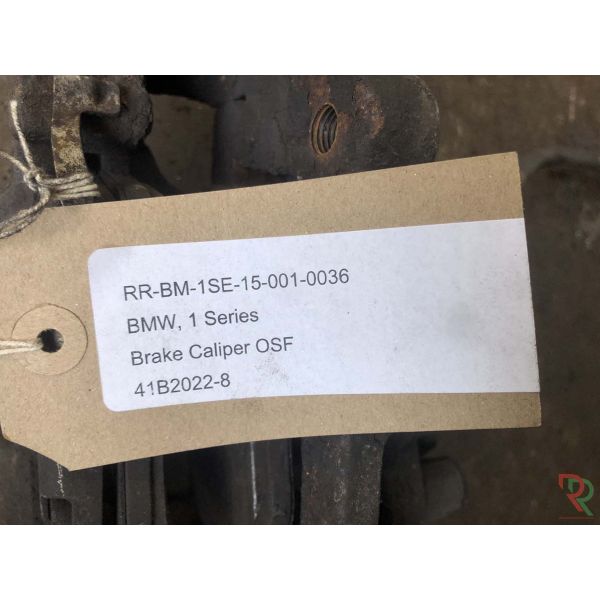 RR-BM-1SE-15-001-0036
BMW, 1 Series
Brake Caliper OSF
41B2022-8